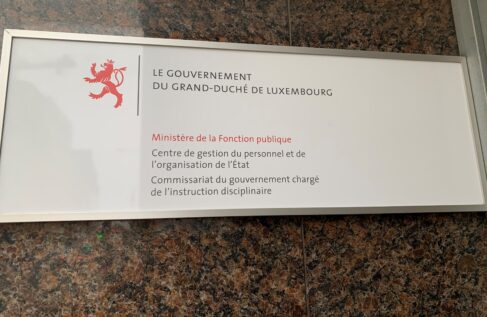 LE GOUVERNEMENT
DU GRAND-DUCHÉ DE LUXEMBOURG
Ministère de la Fonction publique
Centre de gestion du personnel et de
l'organisation de l'État
Commissariat du gouvernement chargé
de l'instruction disciplinaire